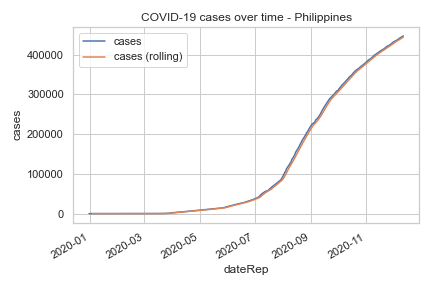 COVID-19 cases over time - Philippines
cases
cases (rolling)
400000
300000
200000
100000
0
cases
2020-01
2020-03
2020-05
2020-07
2020-09
2020-11
dateRep